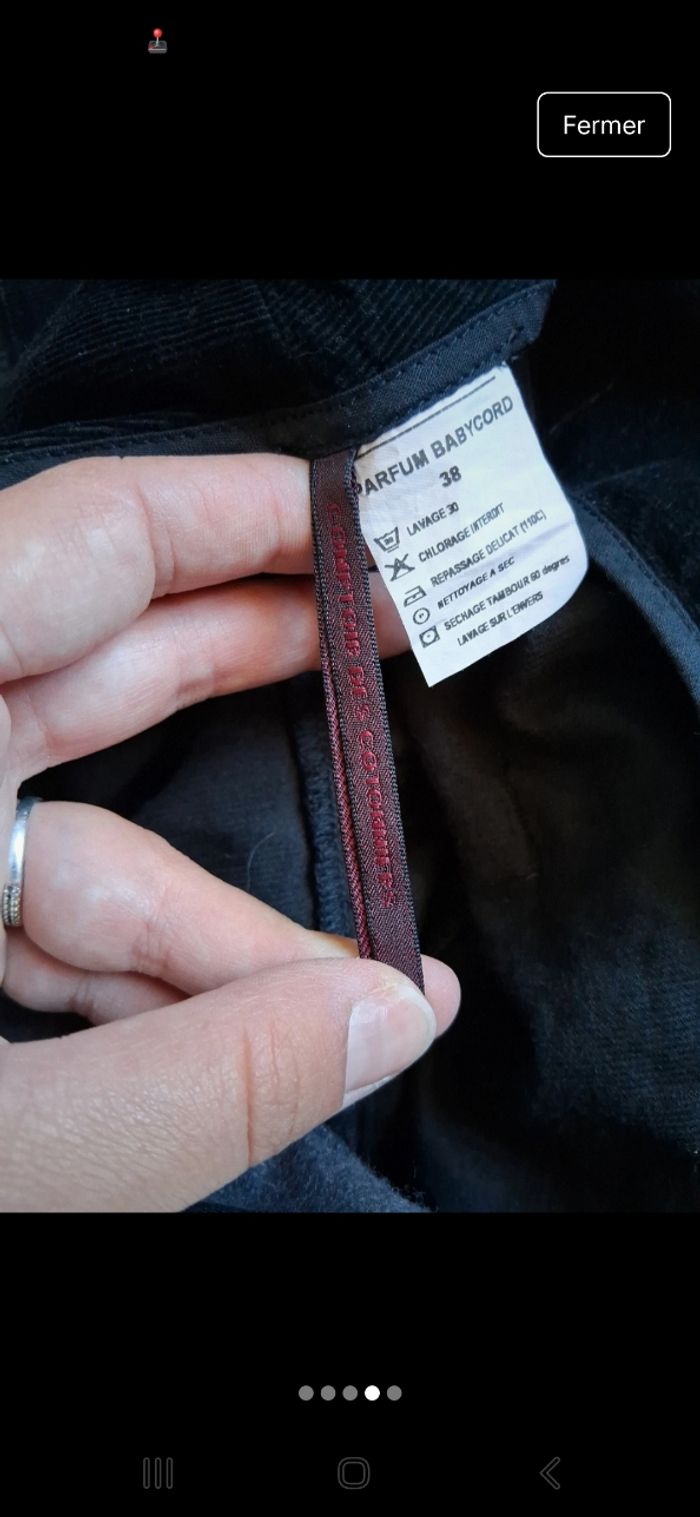 Fermer
PARFUM BABYCORD
38
LAVAGE 30
CHLORAGE INTERDIT
REPASSAGE DELICAT (110C)
NETTOYAGE A SEC
SECHAGE TAMBOUR 60 degres
LAVAGE SUR L'ENVERS
COMPTOIR DES COTONNIERS